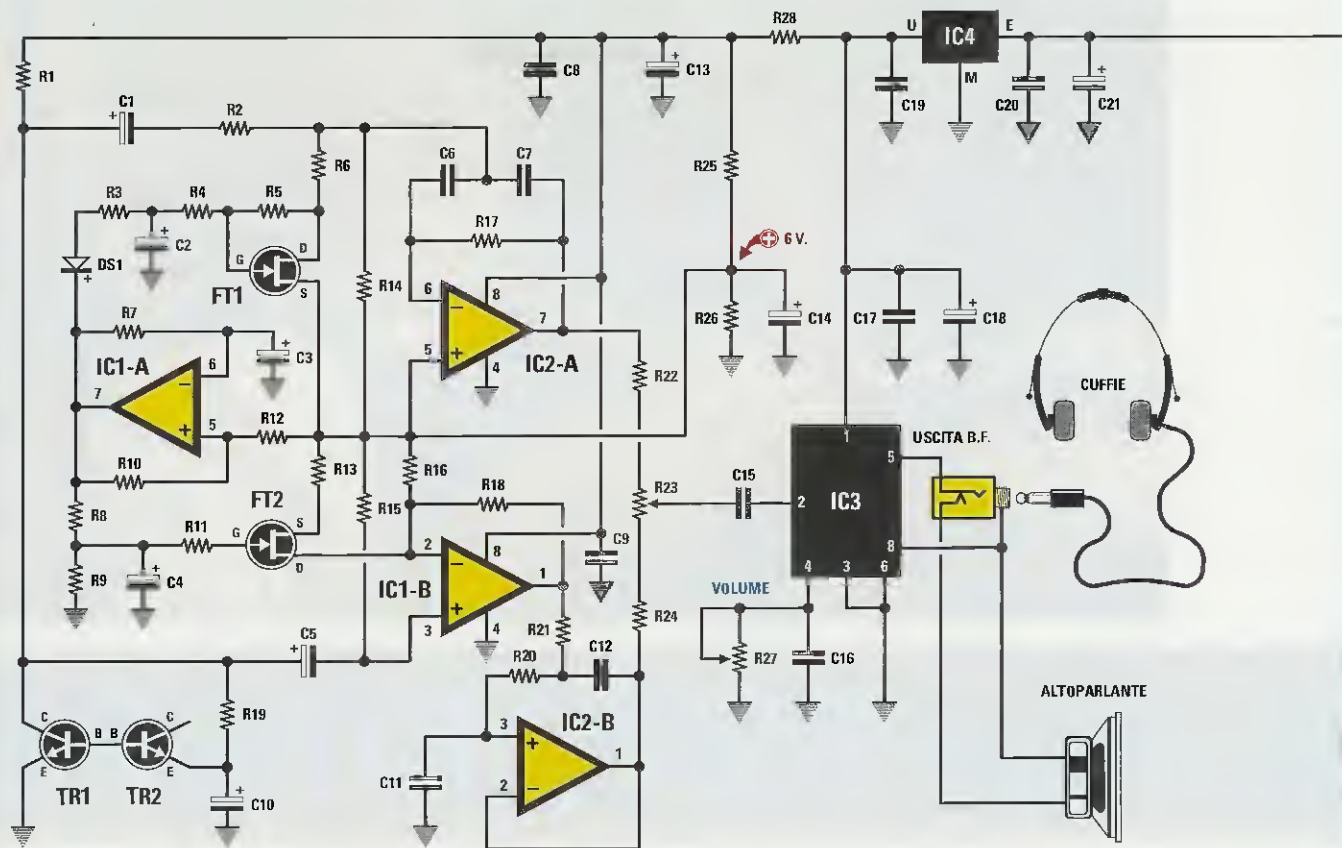 R28
U IC4 E
M
R1
C8
C13
C19
C20
C21
C1
R2
R6
C6
C7
R25
R3
R4
R5
C2
DS1
G
D
S
FT1
R14
R17
6 V.
6
8
7
5
4
IC2-A
R26
C14
C17
C18
R7
IC1-A
6
C3
7
5
R12
R22
CUFFIE
R10
R13
R16
R18
R23
C15
1
2
IC3
5
8
4
3
6
USCITA B.F.
R8
FT2
R11
G
S
D
R15
R9
C4
IC1-B
2
8
1
3
4
C9
VOLUME
R24
R21
C12
R20
R27
C16
C5
R19
ALTOPARLANTE
IC2-B
3
1
2
C
B
B
C
E
E
TR1
TR2
C10
C11